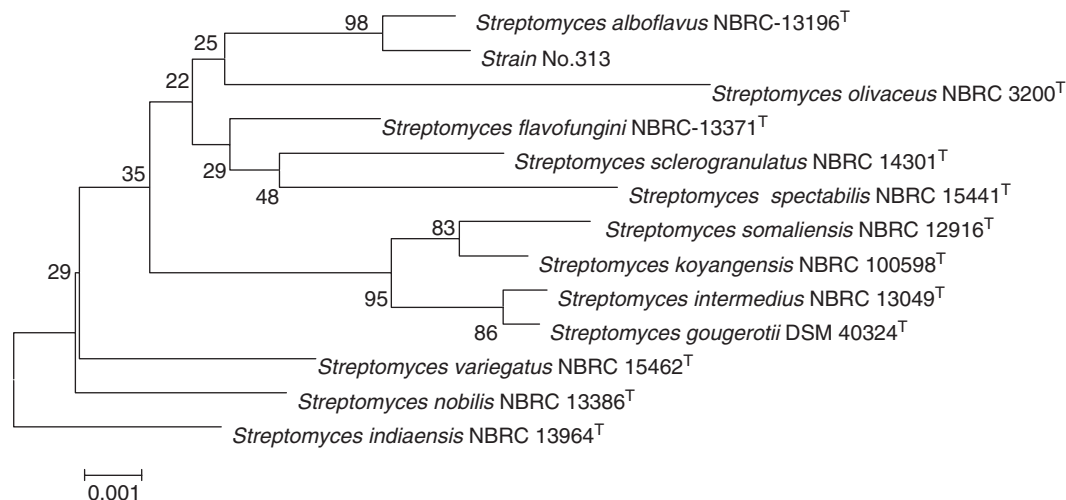 98
Streptomyces alboflavus NBRC-13196T
25
Strain No.313
22
Streptomyces olivaceus NBRC 3200T
Streptomyces flavofungini NBRC-13371T
35
29
Streptomyces sclerogranulatus NBRC 14301T
48
Streptomyces spectabilis NBRC 15441T
83
Streptomyces somaliensis NBRC 12916T
29
Streptomyces koyangensis NBRC 100598T
95
Streptomyces intermedius NBRC 13049T
86
Streptomyces gougerotii DSM 40324T
Streptomyces variegatus NBRC 15462T
Streptomyces nobilis NBRC 13386T
Streptomyces indiaensis NBRC 13964T
0.001